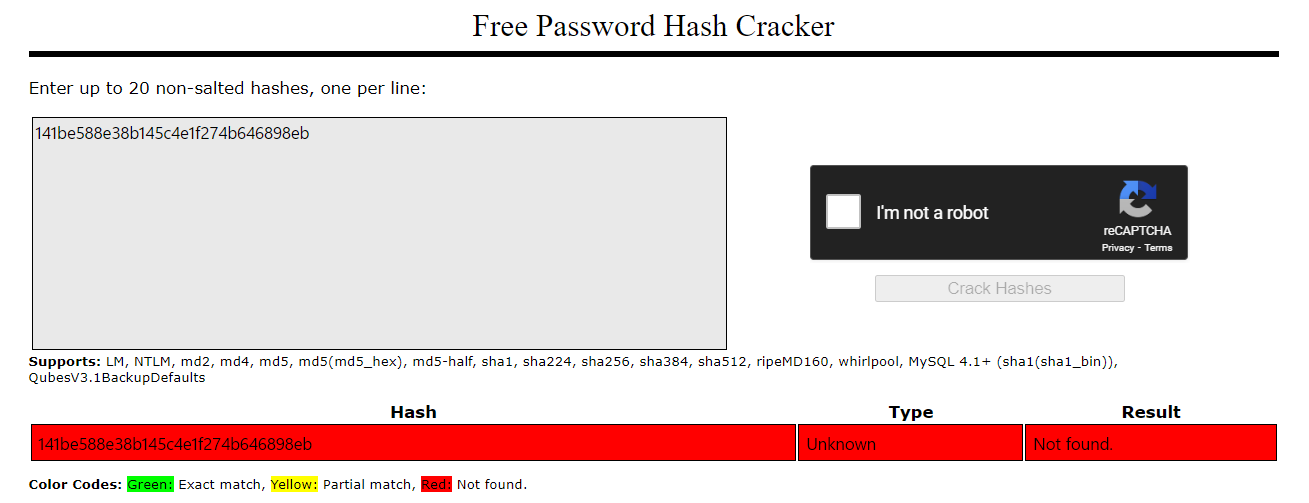 Free Password Hash Cracker
Enter up to 20 non-salted hashes, one per line:
141be588e38b145c4e1f274b646898eb
I'm not a robot
reCAPTCHA
Privacy - Terms
Crack Hashes
Supports: LM, NTLM, md2, md4, md5, md5(md5_hex), md5-half, sha1, sha224, sha256, sha384, sha512, ripeMD160, whirlpool, MySQL 4.1+ (sha1(sha1_bin)),
QubesV3.1BackupDefaults
Hash Type Result
141be588e38b145c4e1f274b646898eb Unknown Not found.
Color Codes: Green: Exact match, Yellow: Partial match, Red: Not found.